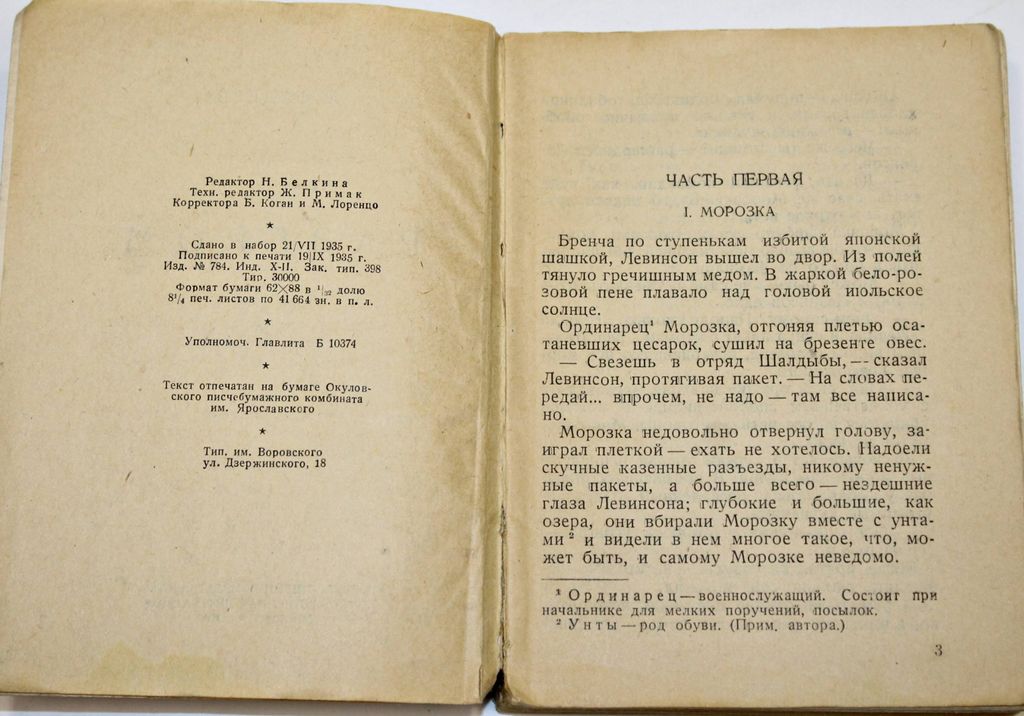 Редактор Н. Белкина
Техн. редактор Ж. Примак
Корректора Б. Коган и М. Лоренцо
★
Сдано в набор 21/VII 1935 г.
Подписано к печати 19/IX 1935 г.
Изд. № 784. Инд. X-II. Зак. тип. 398
Тир. 30000
Формат бумаги 62×88 в 1/32 долю
8¹/₄ печ. листов по 41 664 зн. в п. л.
★
Уполномоч. Главлита Б 10374
★
Текст отпечатан на бумаге Окулов-
ского писчебумажного комбината
им. Ярославского
★
Тип. им. Воровского
ул. Дзержинского, 18
ЧАСТЬ ПЕРВАЯ
I. МОРОЗКА
Бренча по ступенькам избитой японской
шашкой, Левинсон вышел во двор. Из полей
тянуло гречишным медом. В жаркой бело-ро-
зовой пене плавало над головой июльское
солнце.
Ординарец¹ Морозка, отгоняя плетью оса-
таневших цесарок, сушил на брезенте овес.
— Свезешь в отряд Шалдыбы, — сказал
Левинсон, протягивая пакет. — На словах пе-
редай... впрочем, не надо — там все написа-
но.
Морозка недовольно отвернул голову, за-
играл плеткой — ехать не хотелось. Надоели
скучные казенные разъезды, никому ненуж-
ные пакеты, а больше всего — нездешние
глаза Левинсона; глубокие и большие, как
озера, они вбирали Морозку вместе с унта-
ми² и видели в нем многое такое, что, мо-
жет быть, и самому Морозке неведомо.
¹ Ординарец — военнослужащий. Состоит при
начальнике для мелких поручений, посылок.
² Унты — род обуви. (Прим. автора.)
3